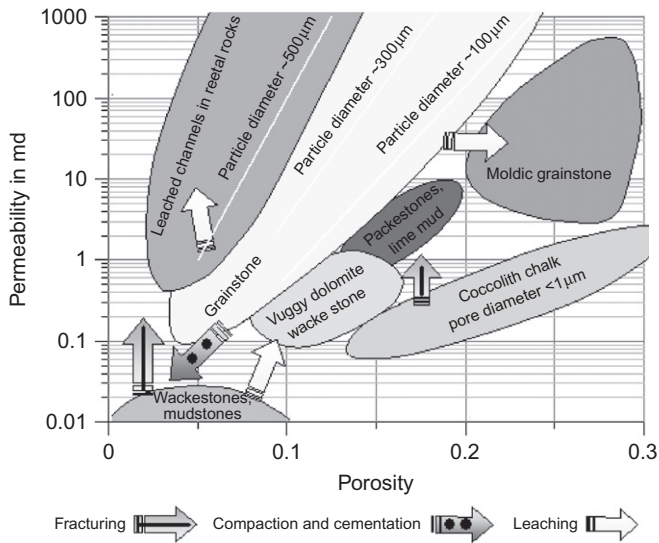 1000
100
10
1
0.1
0.01
Permeability in md
Leached channels in reetal rocks
Particle diameter ~500μm
Particle diameter ~300μm
Particle diameter ~100μm
Moldic grainstone
Packestones,
lime mud
Grainstone
Vuggy dolomite
wacke stone
Coccolith chalk
pore diameter <1μm
Wackestones,
mudstones
0
0.1
0.2
0.3
Porosity
Fracturing
Compaction and cementation
Leaching